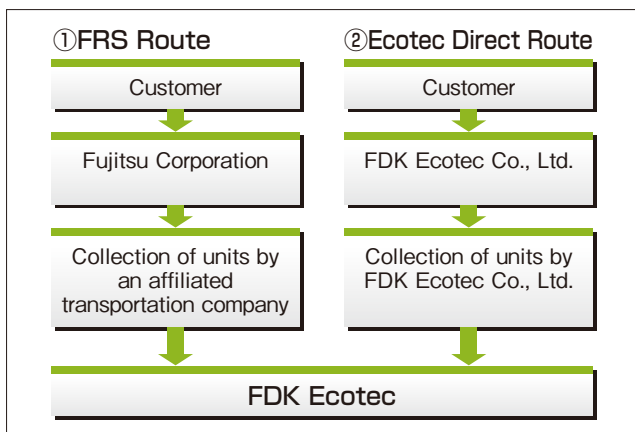 ①FRS Route
Customer
Fujitsu Corporation
Collection of units by
an affiliated
transportation company
②Ecotec Direct Route
Customer
FDK Ecotec Co., Ltd.
Collection of units by
FDK Ecotec Co., Ltd.
FDK Ecotec